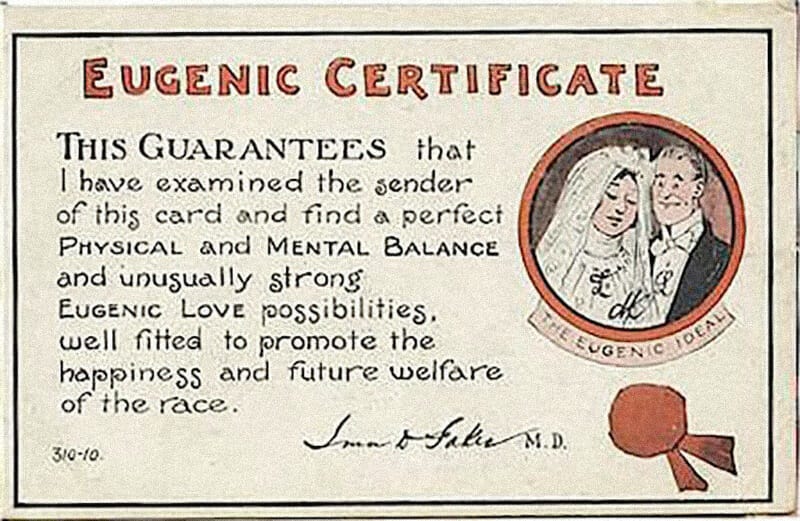 EUGENIC CERTIFICATE
THIS GUARANTEES that
I have examined the sender
of this card and find a perfect
PHYSICAL and MENTAL BALANCE
and unusually strong
EUGENIC LOVE possibilities,
well fitted to promote the
happiness and future welfare
of the race.
THE EUGENIC IDEAL
M.D.
310-10.